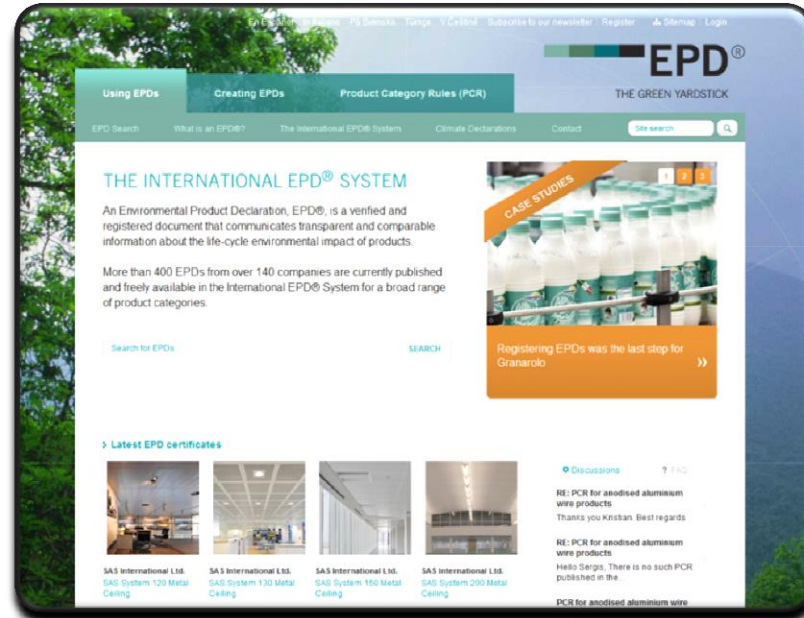 En Español In Italiano På Svenska Türkçe V Češtině Subscribe to our newsletter Register Sitemap Login
EPD®
THE GREEN YARDSTICK
Using EPDs Creating EPDs Product Category Rules (PCR)
EPD Search What is an EPD®? The International EPD® System Climate Declarations Contact Site search
THE INTERNATIONAL EPD® SYSTEM
An Environmental Product Declaration, EPD®, is a verified and
registered document that communicates transparent and comparable
information about the life-cycle environmental impact of products.
More than 400 EPDs from over 140 companies are currently published
and freely available in the International EPD® System for a broad range
of product categories.
Search for EPDs SEARCH
CASE STUDIES
1 2 3
Registering EPDs was the last step for
Granarolo »
Latest EPD certificates
SAS International Ltd.
SAS System 120 Metal
Ceiling
SAS International Ltd.
SAS System 130 Metal
Ceiling
SAS International Ltd.
SAS System 150 Metal
Ceiling
SAS International Ltd.
SAS System 200 Metal
Ceiling
Discussions ? FAQ
RE: PCR for anodised aluminium
wire products
Thanks you Kristian. Best regards
RE: PCR for anodised aluminium
wire products
Hello Sergis, There is no such PCR
published in the...
PCR for anodised aluminium wire